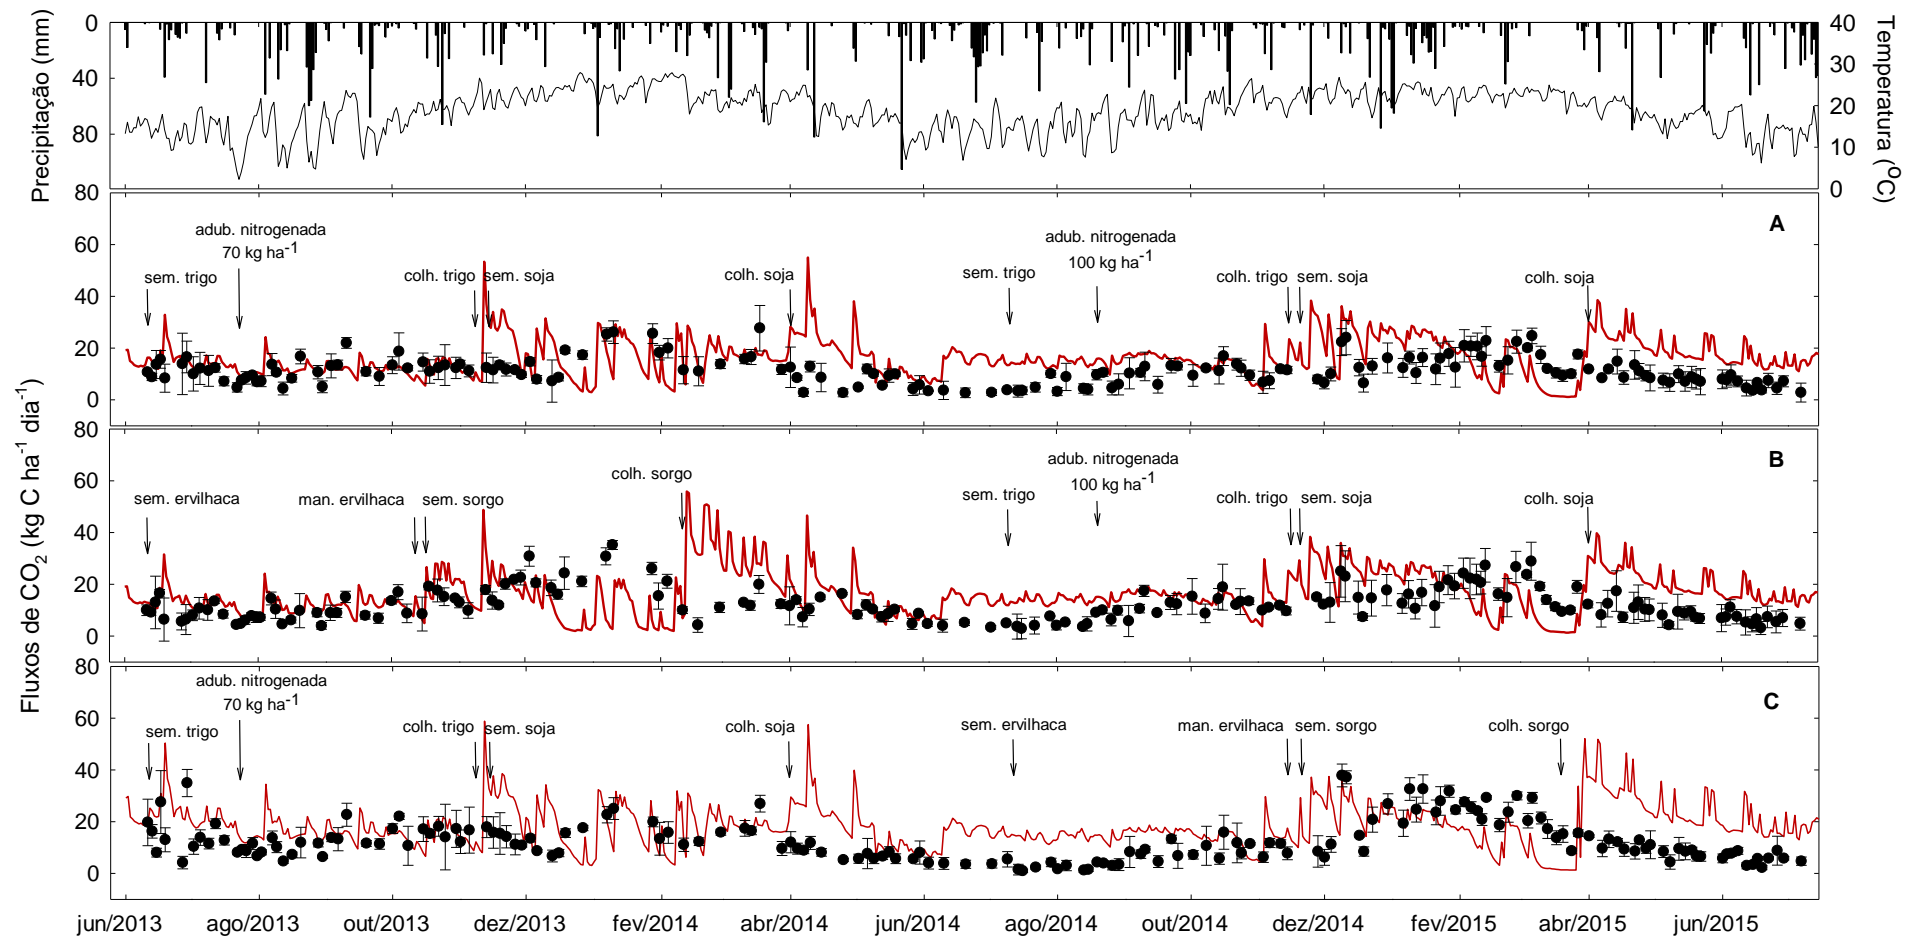 Precipitação (mm)
0
40
80
40
30
20
10
0
Temperatura (⁰C)
Fluxos de CO₂ (kg C ha⁻¹ dia⁻¹)
80
60
40
20
0
A
adub. nitrogenada
70 kg ha⁻¹
sem. trigo
colh. trigo
sem. soja
colh. soja
sem. trigo
adub. nitrogenada
100 kg ha⁻¹
colh. trigo
sem. soja
colh. soja
80
60
40
20
0
B
sem. ervilhaca
man. ervilhaca
sem. sorgo
colh. sorgo
sem. trigo
adub. nitrogenada
100 kg ha⁻¹
colh. trigo
sem. soja
colh. soja
80
60
40
20
0
C
adub. nitrogenada
70 kg ha⁻¹
sem. trigo
colh. trigo
sem. soja
colh. soja
sem. ervilhaca
man. ervilhaca
sem. sorgo
colh. sorgo
jun/2013
ago/2013
out/2013
dez/2013
fev/2014
abr/2014
jun/2014
ago/2014
out/2014
dez/2014
fev/2015
abr/2015
jun/2015